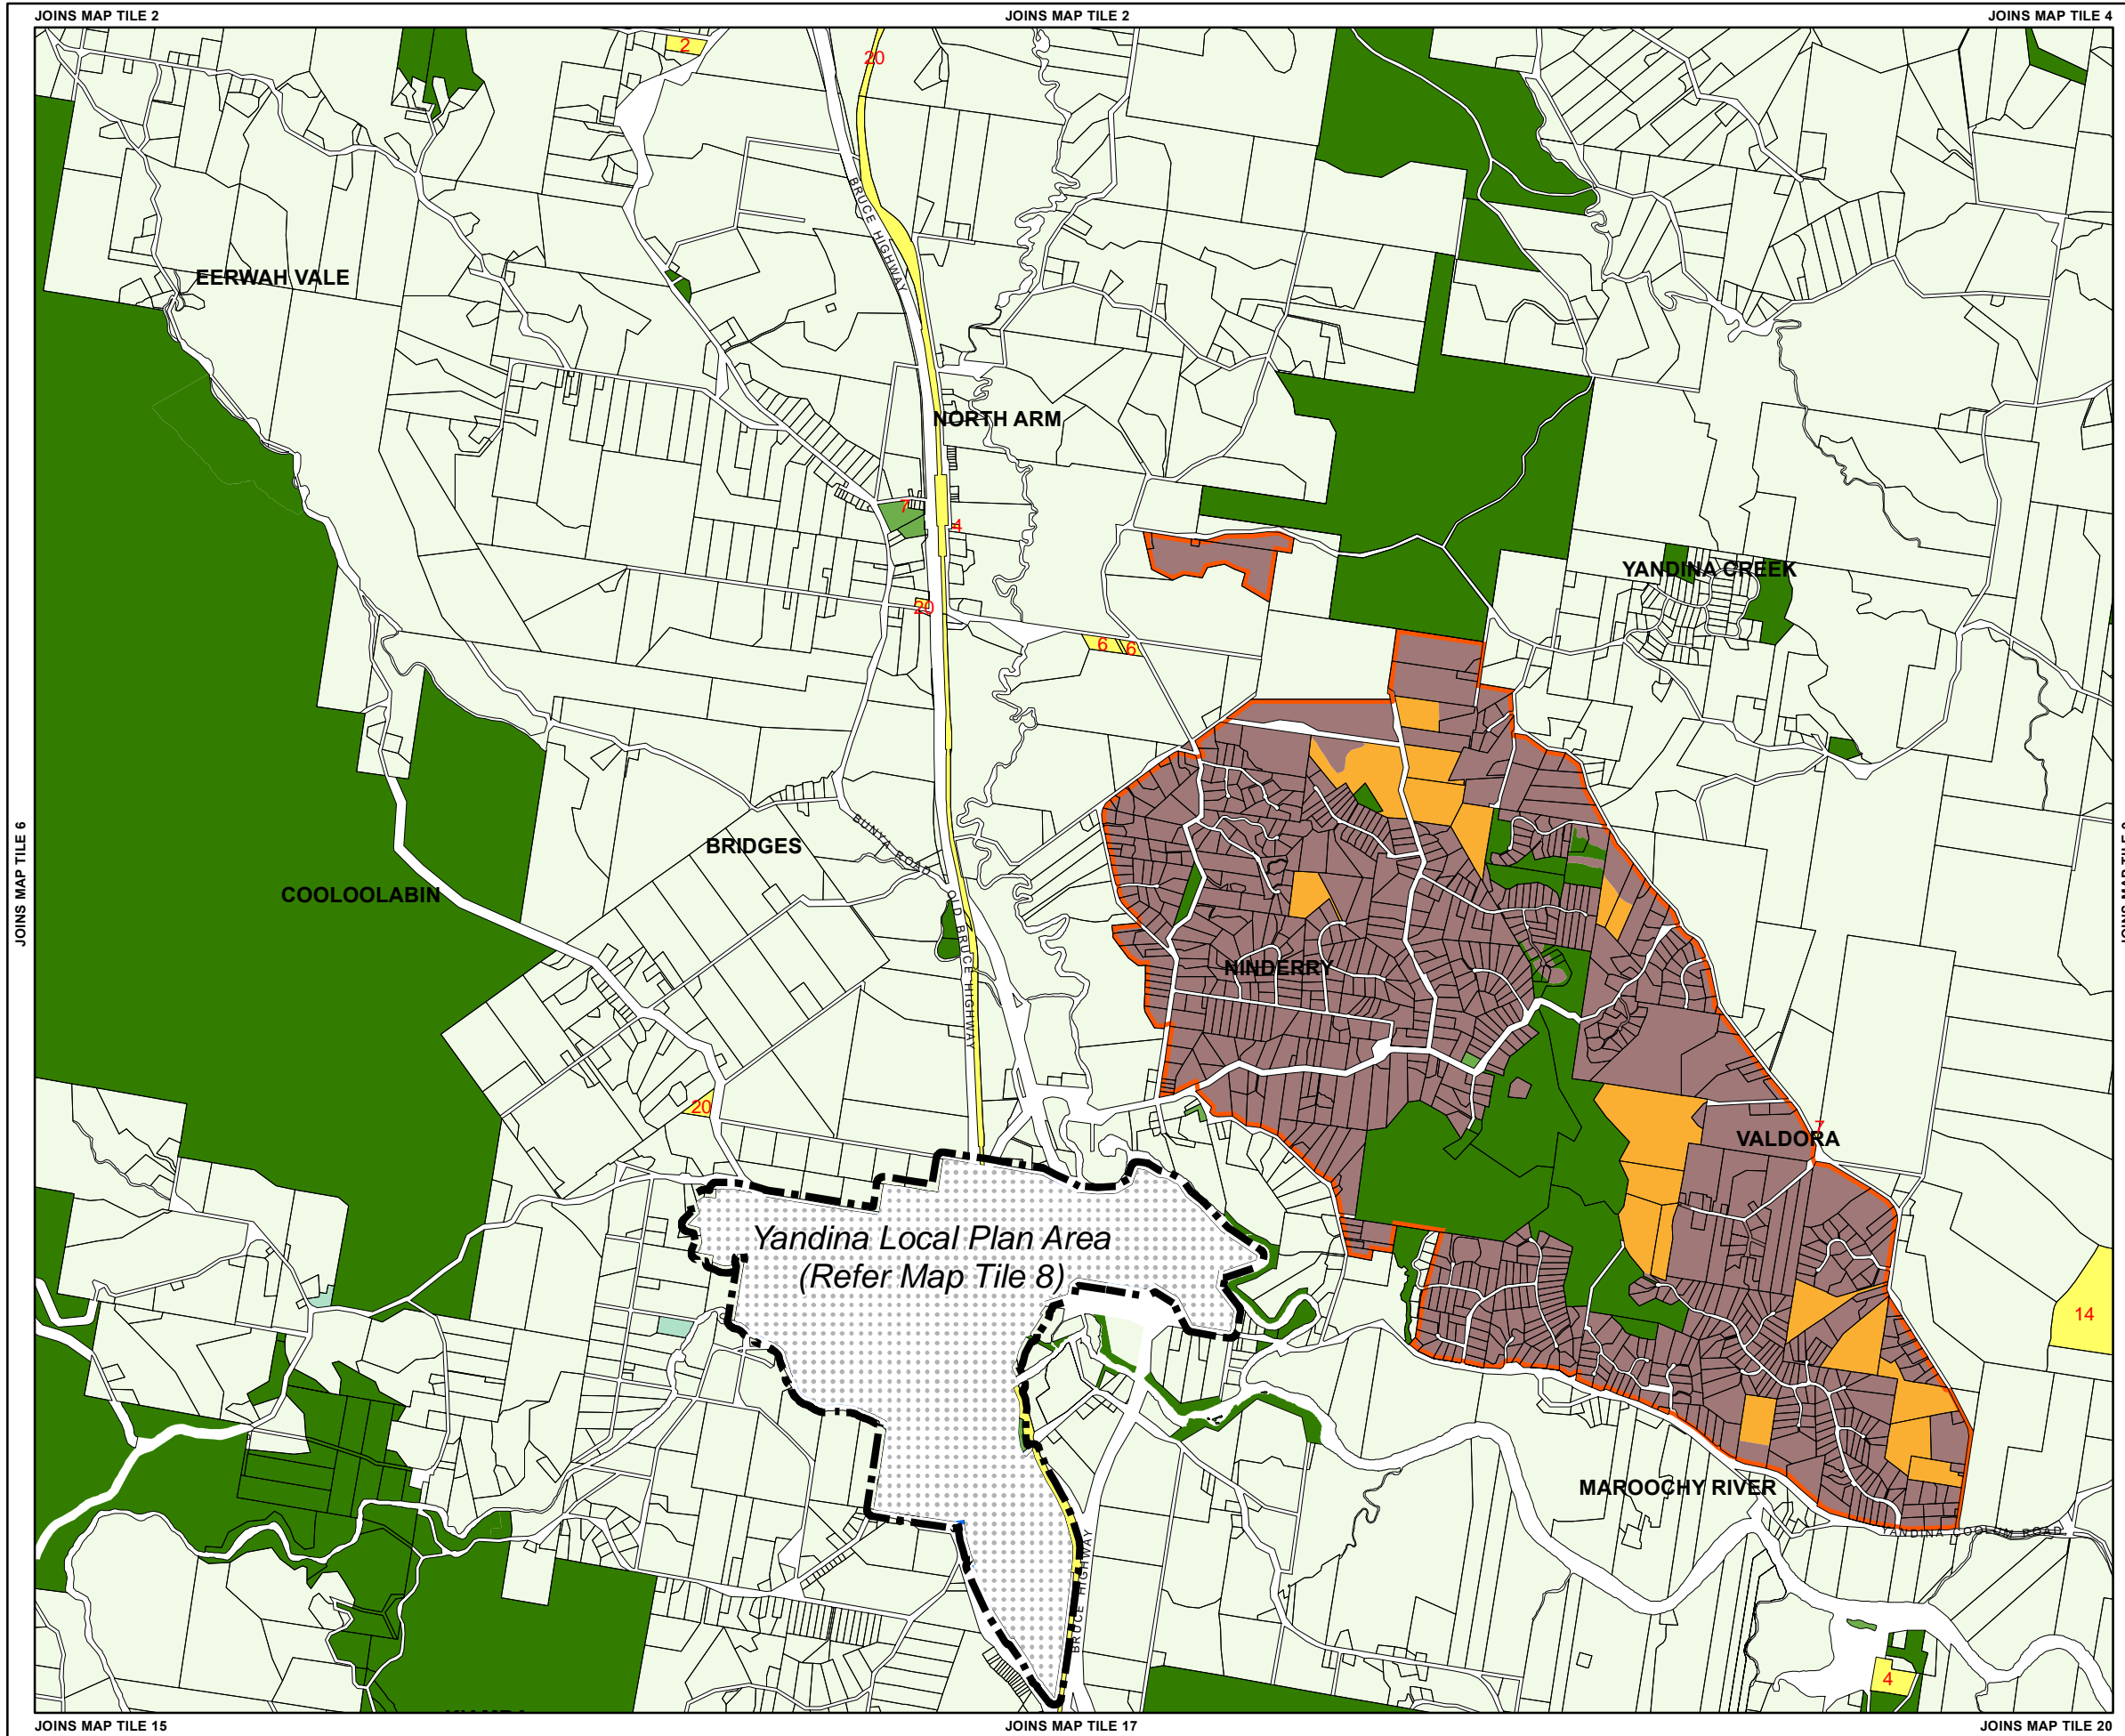 JOINS MAP TILE 2
JOINS MAP TILE 2
JOINS MAP TILE 4
2
20
BRUCE HIGHWAY
EERWAH VALE
NORTH ARM
7
4
YANDINA CREEK
20
6
6
JOINS MAP TILE 6
BUNYA ROAD
BRIDGES
COOLOOLABIN
OLD BRUCE HIGHWAY
NINDERRY
20
7
VALDORA
Yandina Local Plan Area
(Refer Map Tile 8)
14
MAROOCHY RIVER
YANDINA COOLUM ROAD
BRUCE HIGHWAY
4
JOINS MAP TILE 15
JOINS MAP TILE 17
JOINS MAP TILE 20